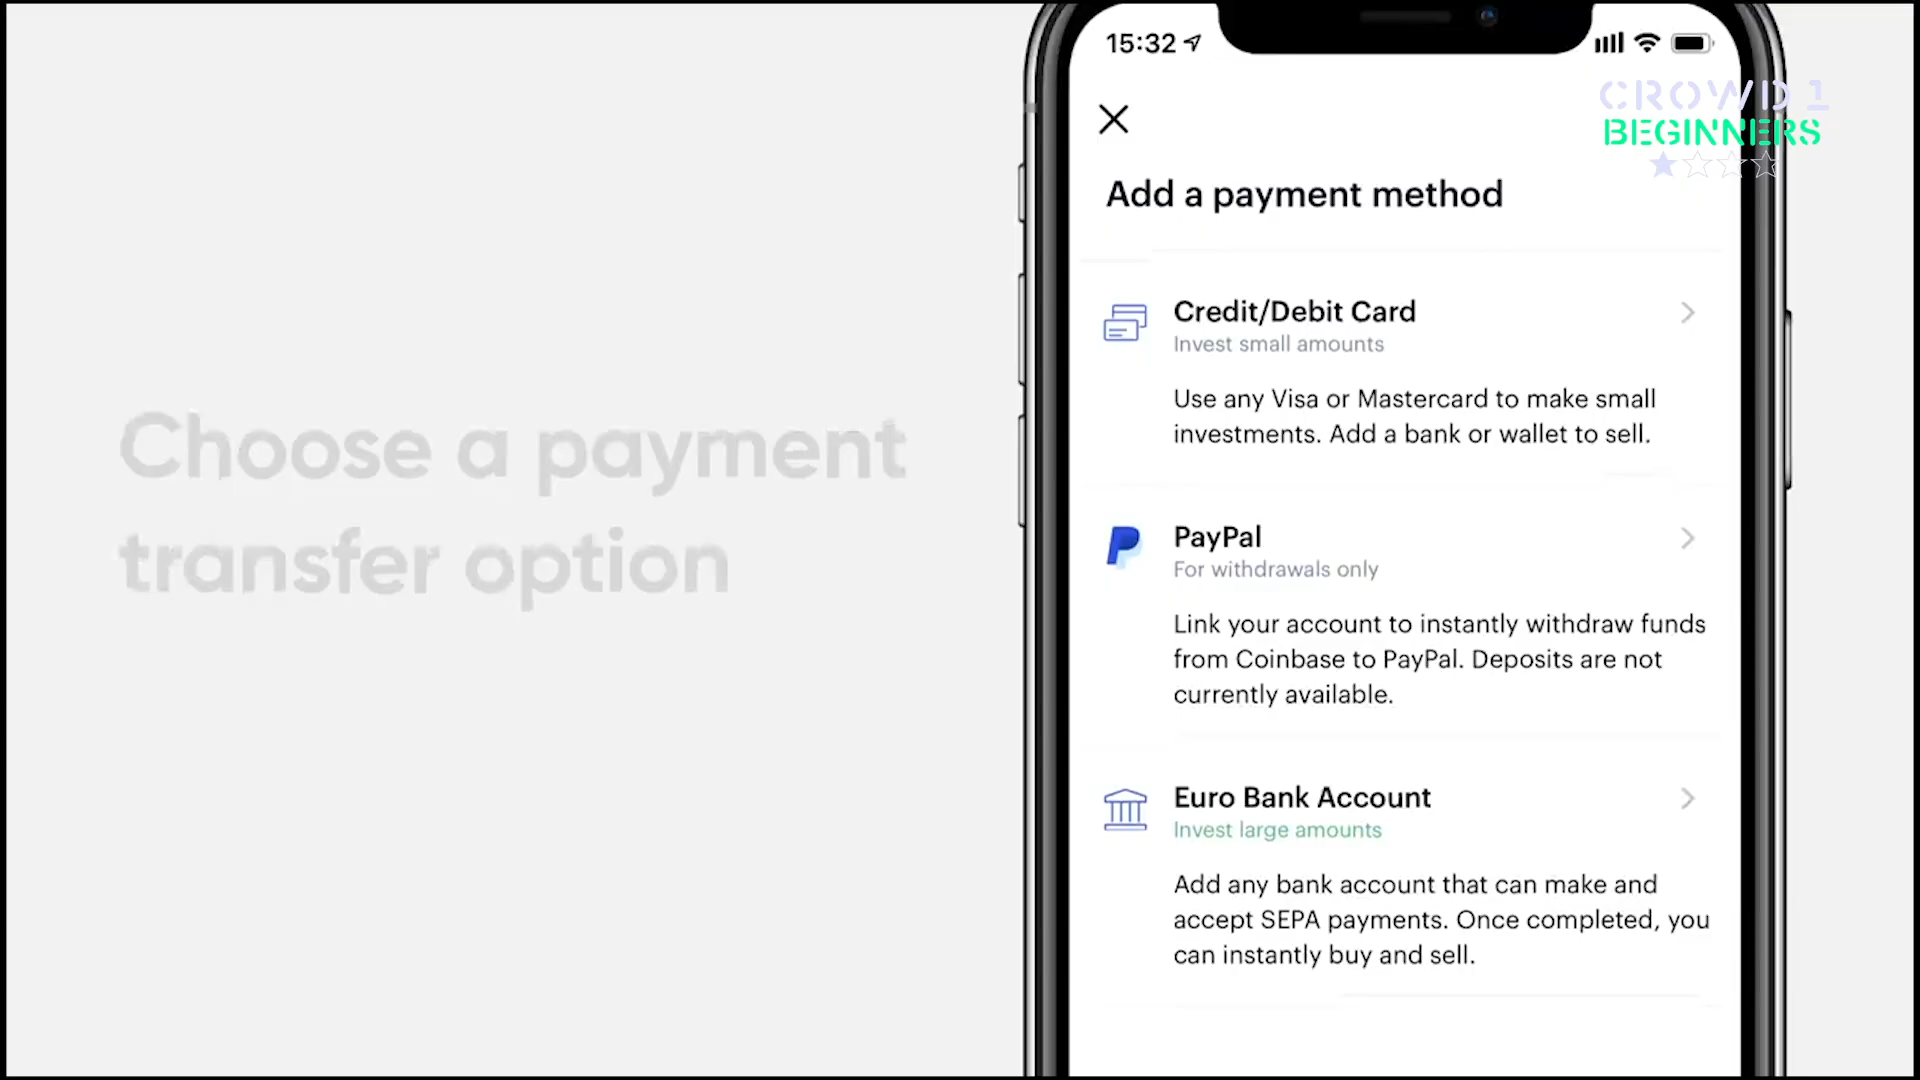 Choose a payment
transfer option
15:32
CROWD 1
BEGINNERS
Add a payment method
Credit/Debit Card
Invest small amounts
Use any Visa or Mastercard to make small
investments. Add a bank or wallet to sell.
PayPal
For withdrawals only
Link your account to instantly withdraw funds
from Coinbase to PayPal. Deposits are not
currently available.
Euro Bank Account
Invest large amounts
Add any bank account that can make and
accept SEPA payments. Once completed, you
can instantly buy and sell.